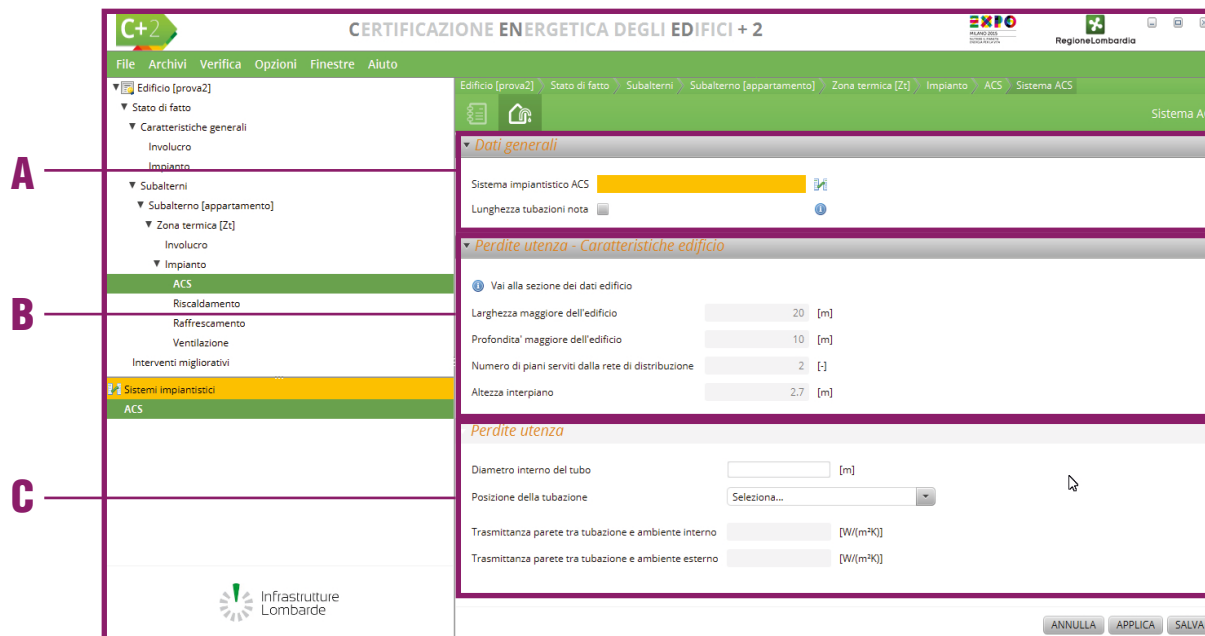 C+2
CERTIFICAZIONE ENERGETICA DEGLI EDIFICI + 2
EXPO
MILANO 2015
RegioneLombardia
File Archivi Verifica Opzioni Finestre Aiuto
Edificio [prova2]
Stato di fatto
Caratteristiche generali
Involucro
Impianto
Subalterni
Subalterno [appartamento]
Zona termica [Zt]
Involucro
Impianto
ACS
Riscaldamento
Raffrescamento
Ventilazione
Interventi migliorativi
Sistemi impiantistici
ACS
Infrastrutture
Lombarde
Edificio [prova2] Stato di fatto Subalterni Subalterno [appartamento] Zona termica [Zt] Impianto ACS Sistema ACS
Sistema A
A
Dati generali
Sistema impiantistico ACS
Lunghezza tubazioni nota
B
Perdite utenza - Caratteristiche edificio
Vai alla sezione dei dati edificio
Larghezza maggiore dell'edificio 20 [m]
Profondita' maggiore dell'edificio 10 [m]
Numero di piani serviti dalla rete di distribuzione 2 [-]
Altezza interpiano 2.7 [m]
C
Perdite utenza
Diametro interno del tubo [m]
Posizione della tubazione Seleziona...
Trasmittanza parete tra tubazione e ambiente interno [W/(m²K)]
Trasmittanza parete tra tubazione e ambiente esterno [W/(m²K)]
ANNULLA APPLICA SALVA